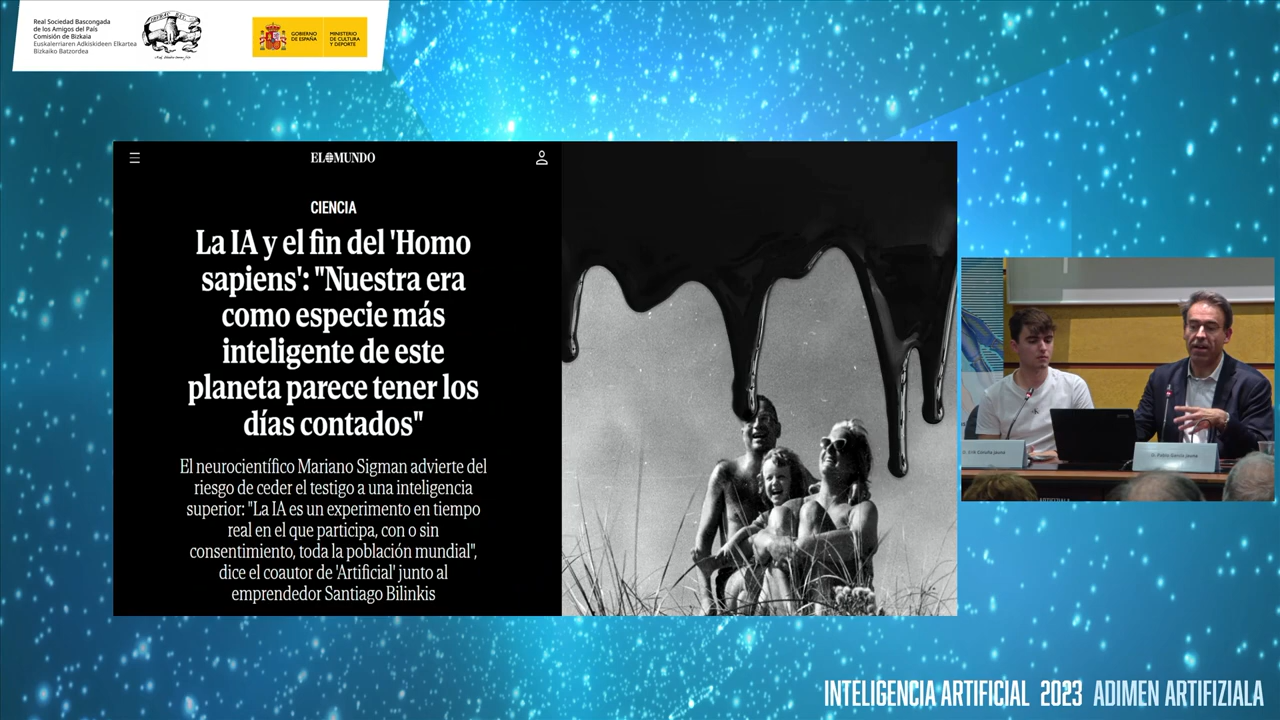 Real Sociedad Bascongada
de los Amigos del País
Comisión de Bizkaia
Euskalerriaren Adkiskideen Elkartea
Bizkaiko Batzordea
GOBIERNO
DE ESPAÑA
MINISTERIO
DE CULTURA
Y DEPORTE
EL MUNDO
CIENCIA
La IA y el fin del 'Homo
sapiens': "Nuestra era
como especie más
inteligente de este
planeta parece tener los
días contados"
El neurocientífico Mariano Sigman advierte del
riesgo de ceder el testigo a una inteligencia
superior: "La IA es un experimento en tiempo
real en el que participa, con o sin
consentimiento, toda la población mundial",
dice el coautor de 'Artificial' junto al
emprendedor Santiago Bilinkis
D. Pablo García jauna
INTELIGENCIA ARTIFICIAL 2023 ADIMEN ARTIFIZIALA